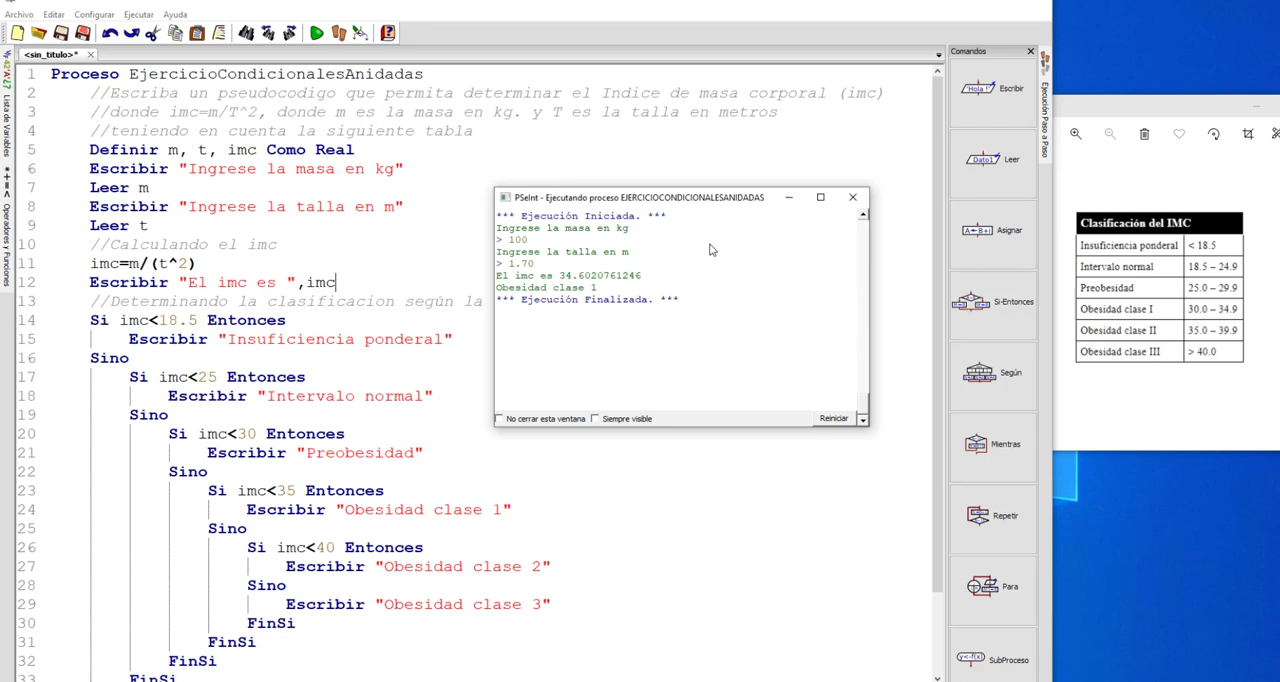 Archivo Editar Configurar Ejecutar Ayuda
<sin_titulo>*
Lista de Variables
Operadores y Funciones
1 Proceso EjercicioCondicionalesAnidadas
2 //Escriba un pseudocodigo que permita determinar el Indice de masa corporal (imc)
3 //donde imc=m/T^2, donde m es la masa en kg. y T es la talla en metros
4 //teniendo en cuenta la siguiente tabla
5 Definir m, t, imc Como Real
6 Escribir "Ingrese la masa en kg"
7 Leer m
8 Escribir "Ingrese la talla en m"
9 Leer t
10 //Calculando el imc
11 imc=m/(t^2)
12 Escribir "El imc es ",imc
13 //Determinando la clasificacion según la
14 Si imc<18.5 Entonces
15 Escribir "Insuficiencia ponderal"
16 Sino
17 Si imc<25 Entonces
18 Escribir "Intervalo normal"
19 Sino
20 Si imc<30 Entonces
21 Escribir "Preobesidad"
22 Sino
23 Si imc<35 Entonces
24 Escribir "Obesidad clase 1"
25 Sino
26 Si imc<40 Entonces
27 Escribir "Obesidad clase 2"
28 Sino
29 Escribir "Obesidad clase 3"
30 FinSi
31 FinSi
32 FinSi
33 FinSi
PSeInt - Ejecutando proceso EJERCICIOCONDICIONALESANIDADAS
*** Ejecución Iniciada. ***
Ingrese la masa en kg
> 100
Ingrese la talla en m
> 1.70
El imc es 34.6020761246
Obesidad clase 1
*** Ejecución Finalizada. ***
No cerrar esta ventana Siempre visible Reiniciar
Comandos
'Hola !' Escribir
Dato1 Leer
A←B+i Asignar
Si-Entonces
Según
Mientras
Repetir
Para
y←f(x) SubProceso
Ejecución Paso a Paso
Clasificación del IMC
Insuficiencia ponderal < 18.5
Intervalo normal 18.5 – 24.9
Preobesidad 25.0 – 29.9
Obesidad clase I 30.0 – 34.9
Obesidad clase II 35.0 – 39.9
Obesidad clase III > 40.0